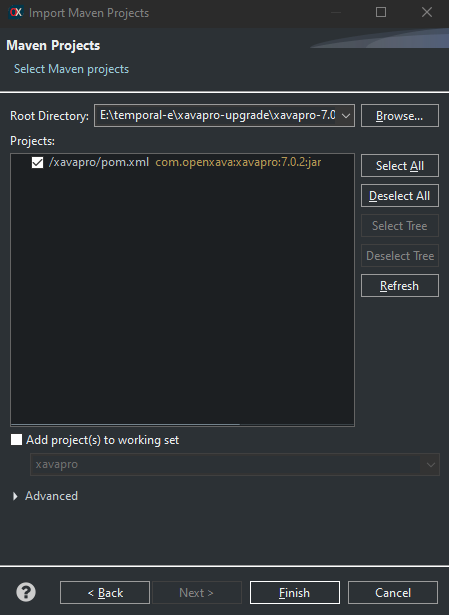 OX Import Maven Projects
Maven Projects
Select Maven projects
Root Directory: E:\temporal-e\xavapro-upgrade\xavapro-7.0 Browse...
Projects:
/xavapro/pom.xml com.openxava:xavapro:7.0.2:jar
Select All
Deselect All
Select Tree
Deselect Tree
Refresh
Add project(s) to working set
xavapro
Advanced
? < Back Next > Finish Cancel